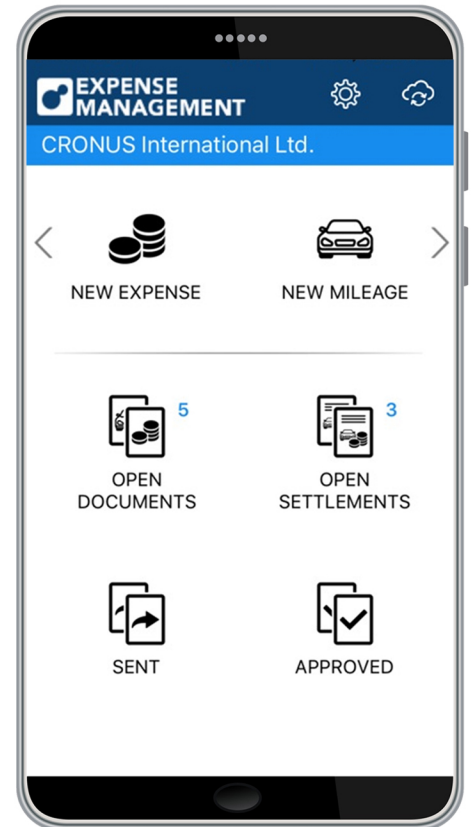 EXPENSE
MANAGEMENT
CRONUS International Ltd.
NEW EXPENSE
NEW MILEAGE
5
3
OPEN
DOCUMENTS
OPEN
SETTLEMENTS
SENT
APPROVED